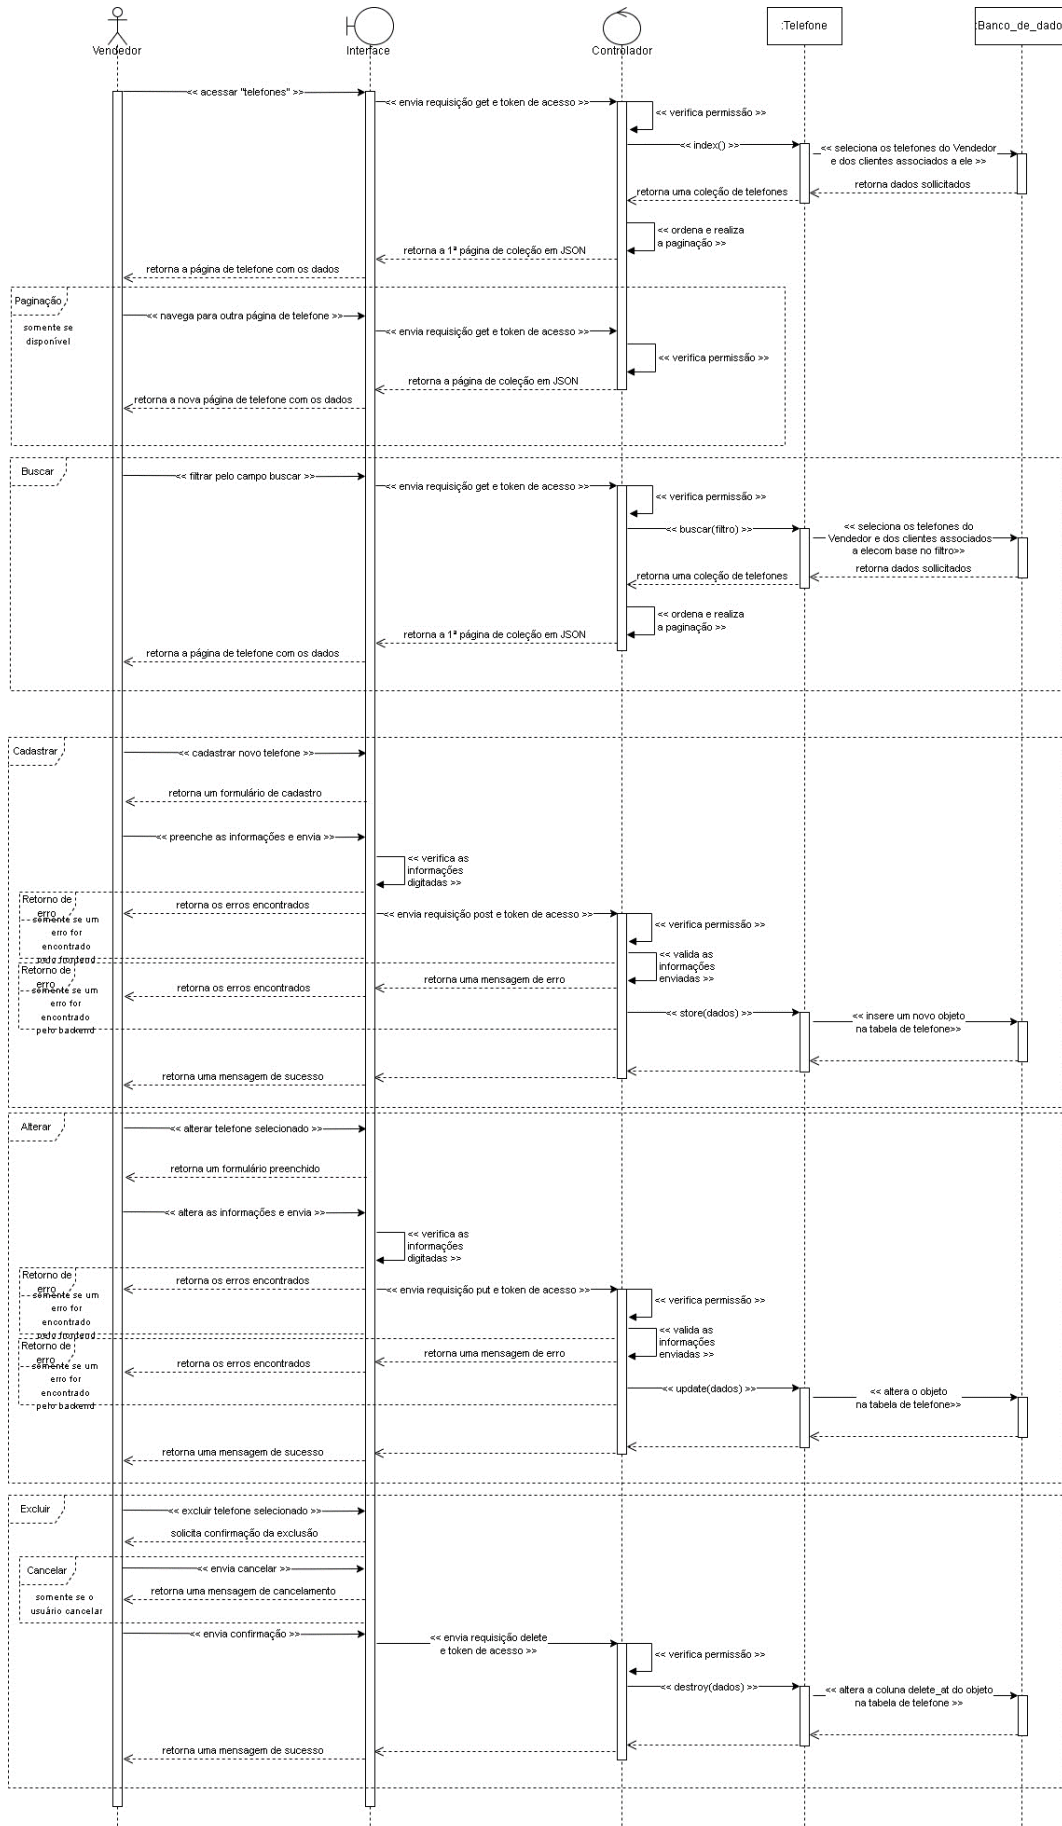 Vendedor
Interface
Controlador
:Telefone
:Banco_de_dado
<< acessar "telefones" >>
<< envia requisição get e token de acesso >>
<< verifica permissão >>
<< index() >>
<< seleciona os telefones do Vendedor
e dos clientes associados a ele >>
retorna dados sollicitados
retorna uma coleção de telefones
<< ordena e realiza
a paginação >>
retorna a 1ª página de coleção em JSON
retorna a página de telefone com os dados
Paginação
somente se
disponível
<< navega para outra página de telefone >>
<< envia requisição get e token de acesso >>
<< verifica permissão >>
retorna a página de coleção em JSON
retorna a nova página de telefone com os dados
Buscar
<< filtrar pelo campo buscar >>
<< envia requisição get e token de acesso >>
<< verifica permissão >>
<< buscar(filtro) >>
<< seleciona os telefones do
Vendedor e dos clientes associados
a elecom base no filtro>>
retorna dados sollicitados
retorna uma coleção de telefones
<< ordena e realiza
a paginação >>
retorna a 1ª página de coleção em JSON
retorna a página de telefone com os dados
Cadastrar
<< cadastrar novo telefone >>
retorna um formulário de cadastro
<< preenche as informações e envia >>
<< verifica as
informações
digitadas >>
Retorno de
erro
somente se um
erro for
encontrado
pelo frontend
retorna os erros encontrados
<< envia requisição post e token de acesso >>
<< verifica permissão >>
<< valida as
informações
enviadas >>
Retorno de
erro
somente se um
erro for
encontrado
pelo backend
retorna uma mensagem de erro
retorna os erros encontrados
<< store(dados) >>
<< insere um novo objeto
na tabela de telefone>>
retorna uma mensagem de sucesso
Alterar
<< alterar telefone selecionado >>
retorna um formulário preenchido
<< altera as informações e envia >>
<< verifica as
informações
digitadas >>
Retorno de
erro
somente se um
erro for
encontrado
pelo frontend
retorna os erros encontrados
<< envia requisição put e token de acesso >>
<< verifica permissão >>
<< valida as
informações
enviadas >>
Retorno de
erro
somente se um
erro for
encontrado
pelo backend
retorna uma mensagem de erro
retorna os erros encontrados
<< update(dados) >>
<< altera o objeto
na tabela de telefone>>
retorna uma mensagem de sucesso
Excluir
<< excluir telefone selecionado >>
solicita confirmação da exclusão
Cancelar
somente se o
usuário cancelar
<< envia cancelar >>
retorna uma mensagem de cancelamento
<< envia confirmação >>
<< envia requisição delete
e token de acesso >>
<< verifica permissão >>
<< destroy(dados) >>
<< altera a coluna delete_at do objeto
na tabela de telefone >>
retorna uma mensagem de sucesso